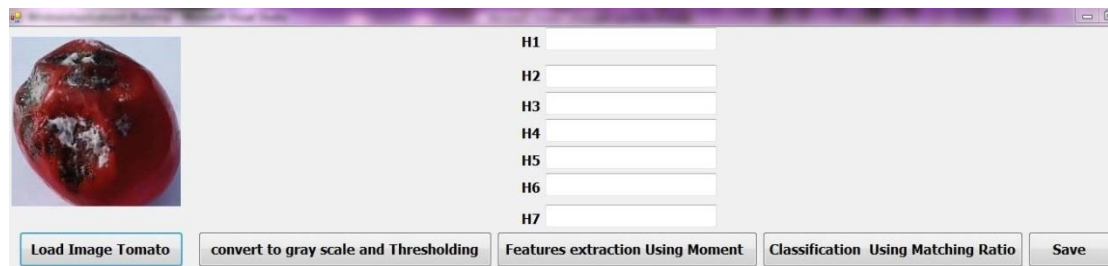 H1
H2
H3
H4
H5
H6
H7
Load Image Tomato convert to gray scale and Thresholding Features extraction Using Moment Classification Using Matching Ratio Save